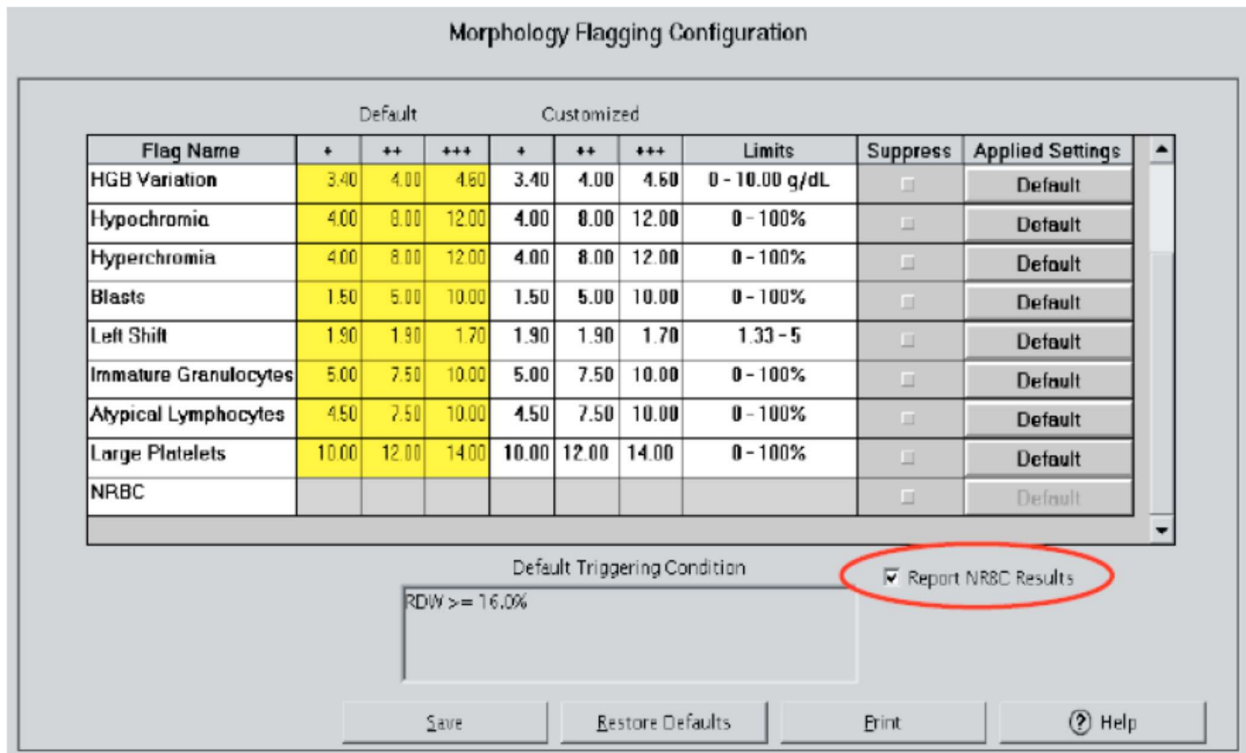 Morphology Flagging Configuration
Default Customized
Flag Name + ++ +++ + ++ +++ Limits Suppress Applied Settings
HGB Variation 3.40 4.00 4.60 3.40 4.00 4.60 0 - 10.00 g/dL Default
Hypochromia 4.00 8.00 12.00 4.00 8.00 12.00 0 - 100% Default
Hyperchromia 4.00 8.00 12.00 4.00 8.00 12.00 0 - 100% Default
Blasts 1.50 5.00 10.00 1.50 5.00 10.00 0 - 100% Default
Left Shift 1.90 1.90 1.70 1.90 1.90 1.70 1.33 - 5 Default
Immature Granulocytes 5.00 7.50 10.00 5.00 7.50 10.00 0 - 100% Default
Atypical Lymphocytes 4.50 7.50 10.00 4.50 7.50 10.00 0 - 100% Default
Large Platelets 10.00 12.00 14.00 10.00 12.00 14.00 0 - 100% Default
NRBC Default
Default Triggering Condition
Report NRBC Results
RDW >= 16.0%
Save Restore Defaults Print ? Help